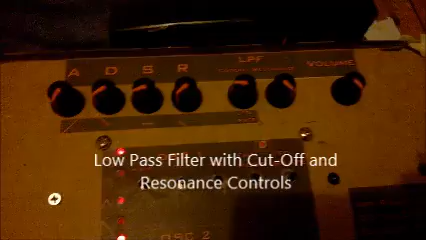 A D S R LPF VOLUME
Low Pass Filter with Cut-Off and
Resonance Controls
OSC 2